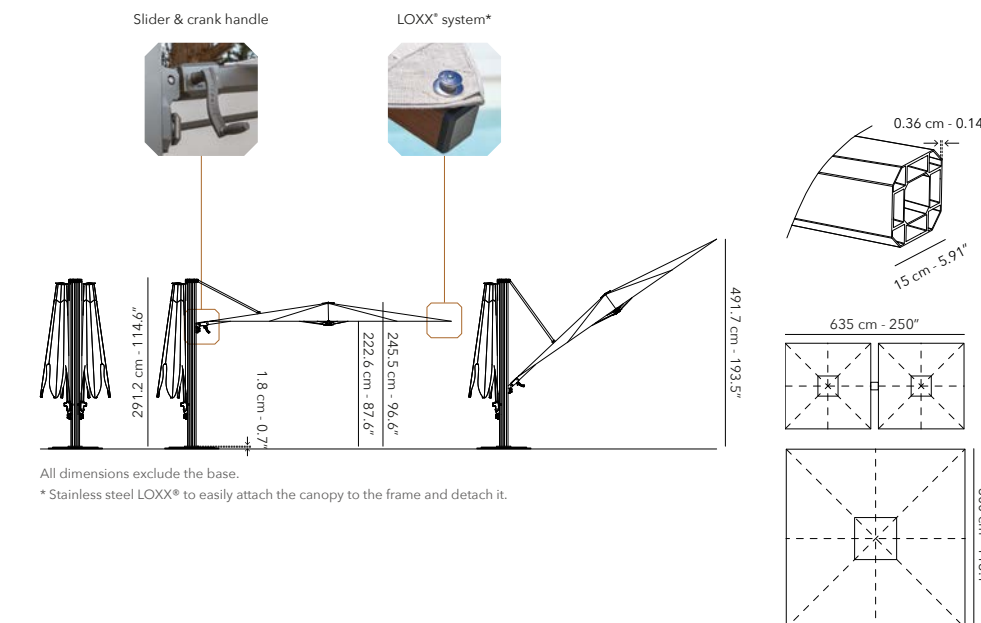 Slider & crank handle
LOXX® system*
0.36 cm - 0.14
15 cm - 5.91"
291.2 cm - 114.6"
1.8 cm - 0.7"
222.6 cm - 87.6"
245.5 cm - 96.6"
491.7 cm - 193.5"
635 cm - 250"
All dimensions exclude the base.
* Stainless steel LOXX® to easily attach the canopy to the frame and detach it.